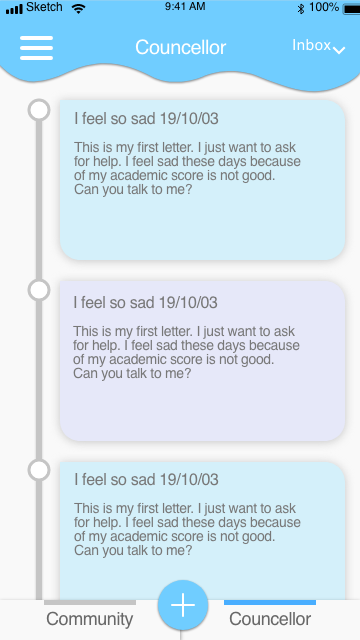 Sketch 9:41 AM 100%
Councellor
Inbox
I feel so sad 19/10/03
This is my first letter. I just want to ask
for help. I feel sad these days because
of my academic score is not good.
Can you talk to me?
I feel so sad 19/10/03
This is my first letter. I just want to ask
for help. I feel sad these days because
of my academic score is not good.
Can you talk to me?
I feel so sad 19/10/03
This is my first letter. I just want to ask
for help. I feel sad these days because
of my academic score is not good.
Can you talk to me?
Community Councellor